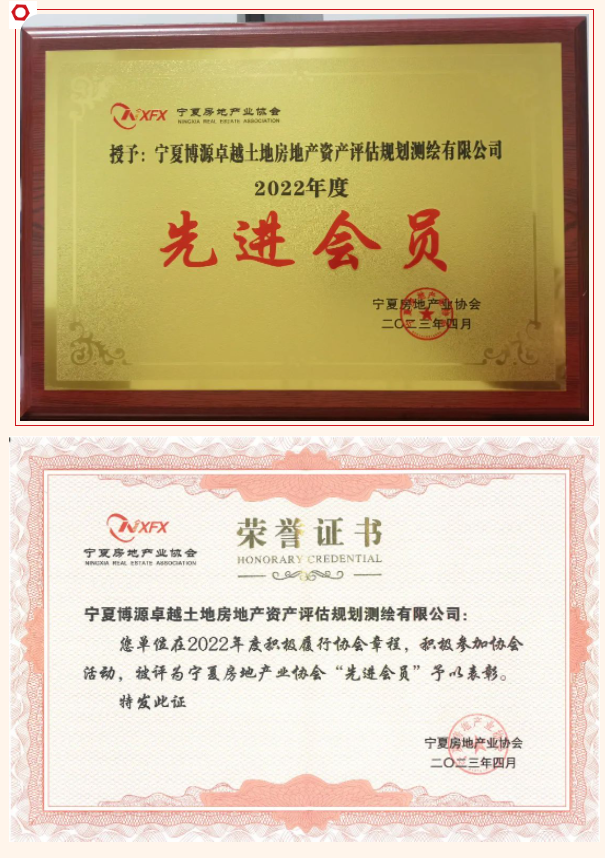 NXFX
宁夏房地产业协会
NINGXIA REAL ESTATE ASSOCIATION
授予：宁夏博源卓越土地房地产资产评估规划测绘有限公司
2022年度
先进会员
宁夏房地产业协会
二〇二三年四月
NXFX
宁夏房地产业协会
NINGXIA REAL ESTATE ASSOCIATION
荣誉证书
HONORARY CREDENTIAL
宁夏博源卓越土地房地产资产评估规划测绘有限公司：
您单位在2022年度积极履行协会章程，积极参加协会
活动，被评为宁夏房地产业协会“先进会员”予以表彰。
特发此证
宁夏房地产业协会
二〇二三年四月